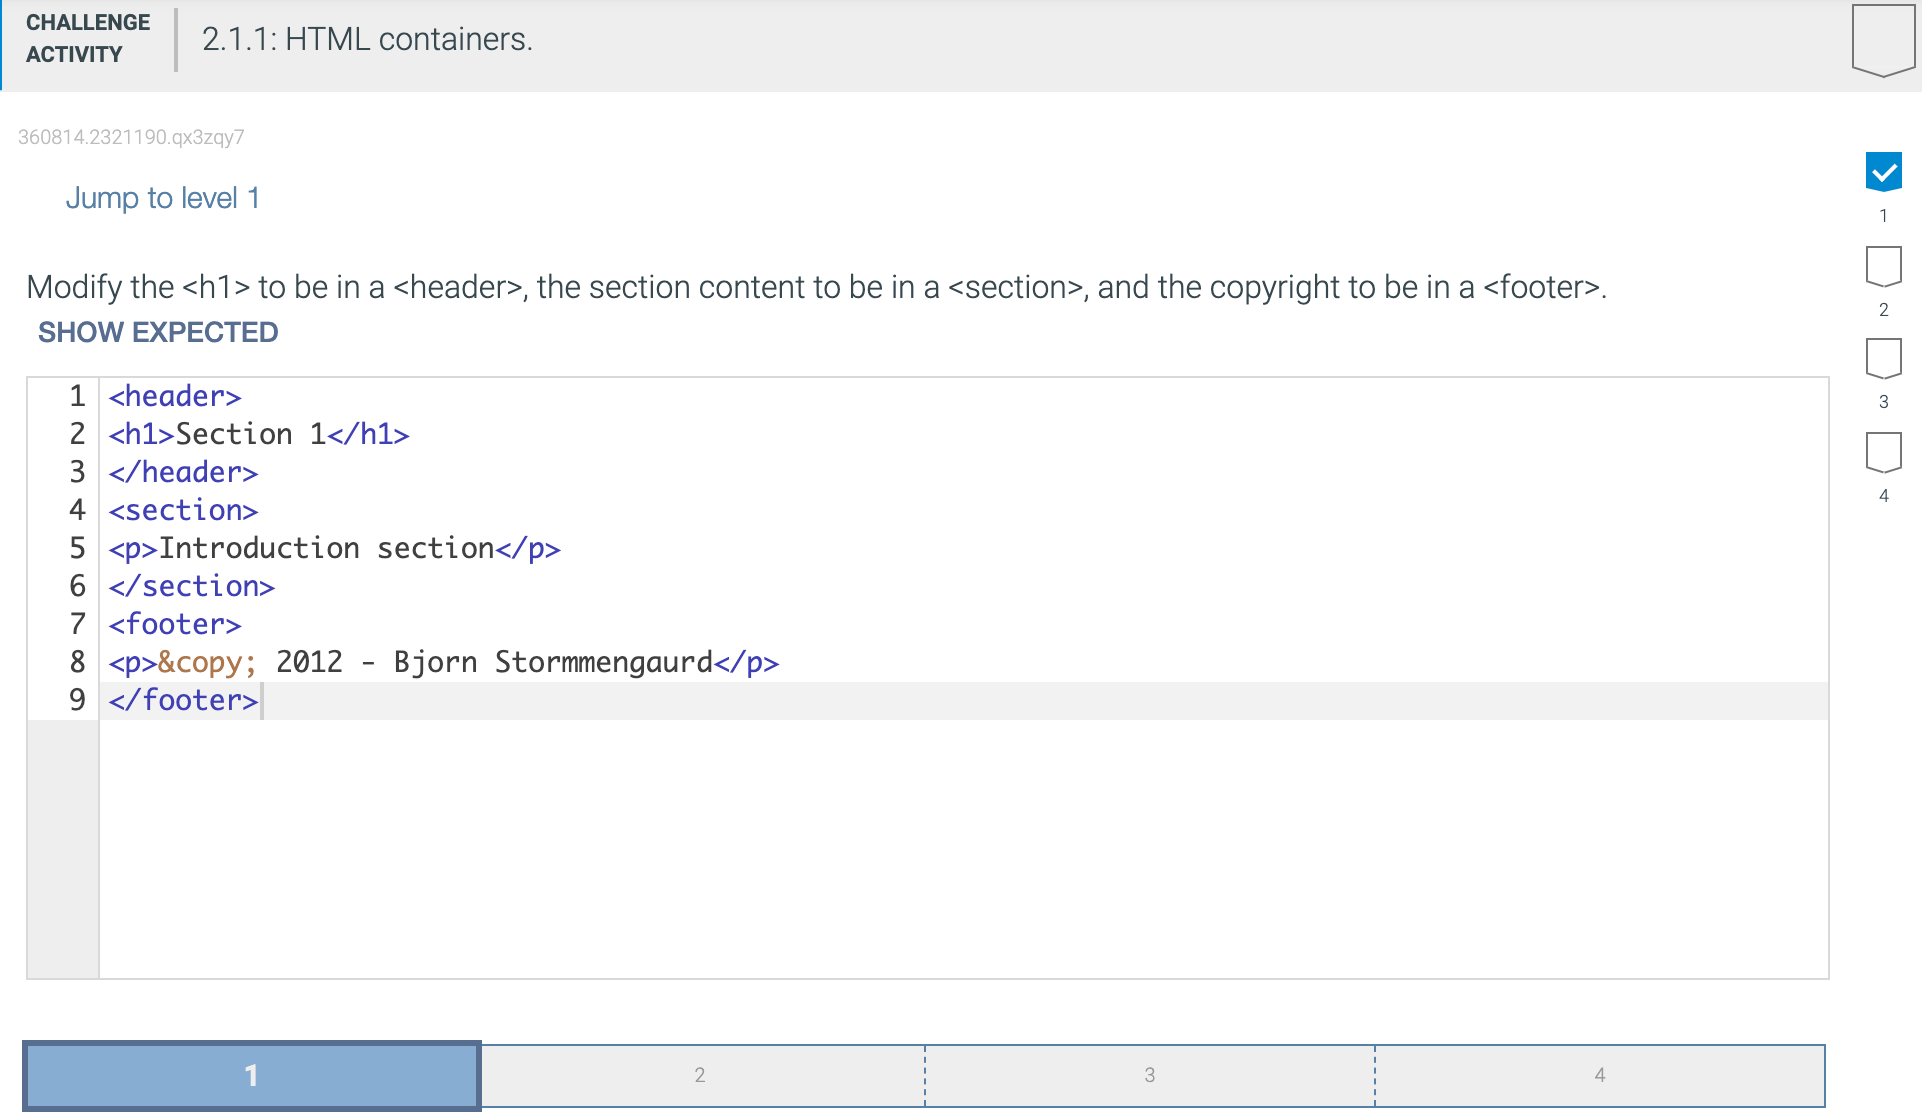 CHALLENGE
ACTIVITY
2.1.1: HTML containers.
360814.2321190.qx3zqy7
Jump to level 1
1
2
3
4
Modify the <h1> to be in a <header>, the section content to be in a <section>, and the copyright to be in a <footer>.
SHOW EXPECTED
1 <header>
2 <h1>Section 1</h1>
3 </header>
4 <section>
5 <p>Introduction section</p>
6 </section>
7 <footer>
8 <p>&copy; 2012 - Bjorn Stormmengaurd</p>
9 </footer>
1 2 3 4